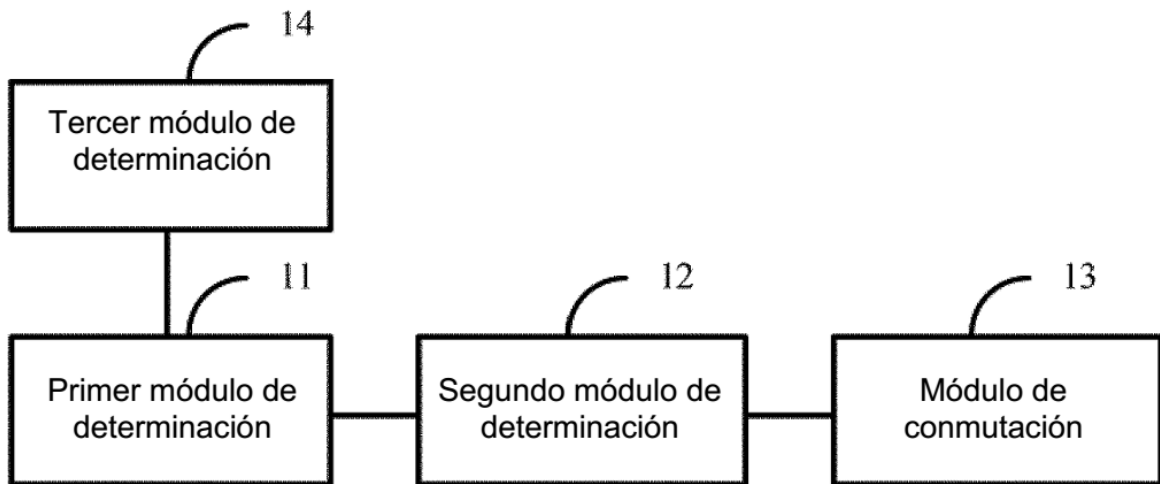 14
Tercer módulo de
determinación
11
12
13
Primer módulo de
determinación
Segundo módulo de
determinación
Módulo de
conmutación